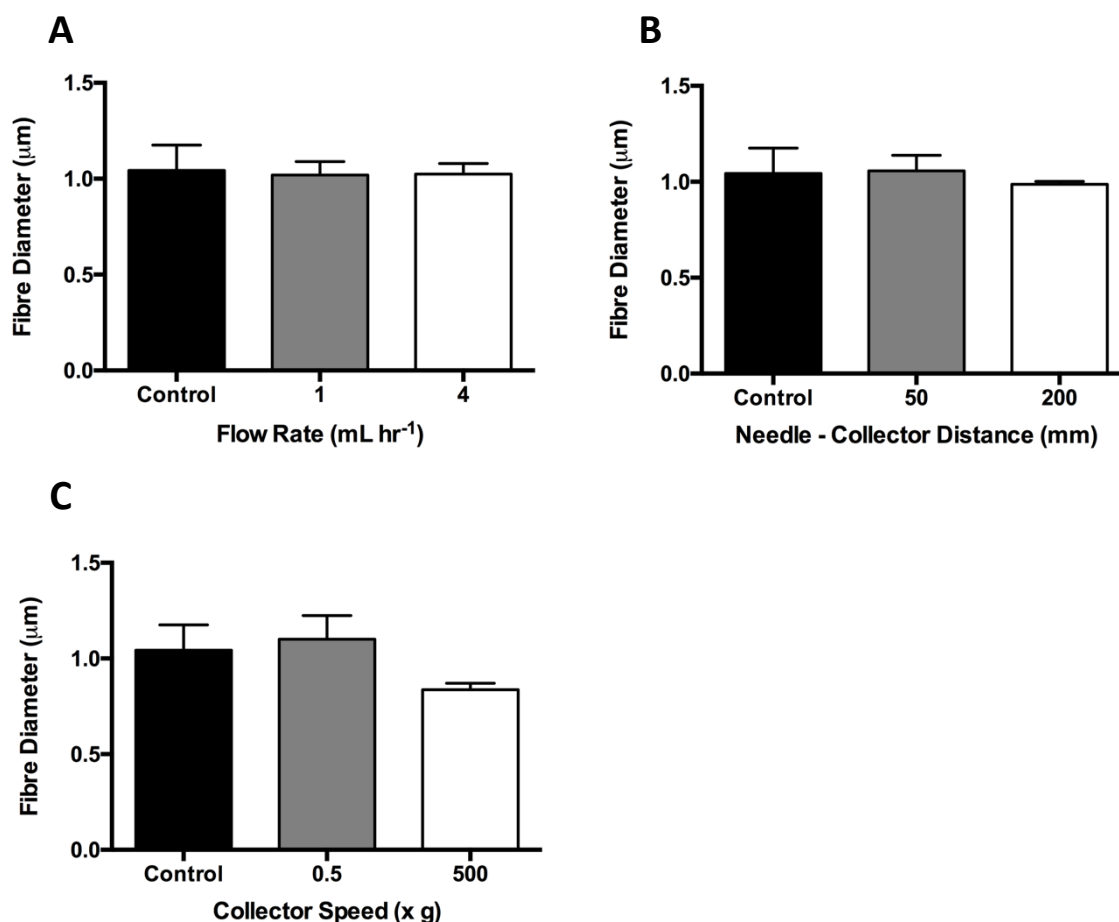 A
Fibre Diameter (μm)
1.5
1.0
0.5
0.0
Control 1 4
Flow Rate (mL hr⁻¹)
B
Fibre Diameter (μm)
1.5
1.0
0.5
0.0
Control 50 200
Needle - Collector Distance (mm)
C
Fibre Diameter (μm)
1.5
1.0
0.5
0.0
Control 0.5 500
Collector Speed (x g)